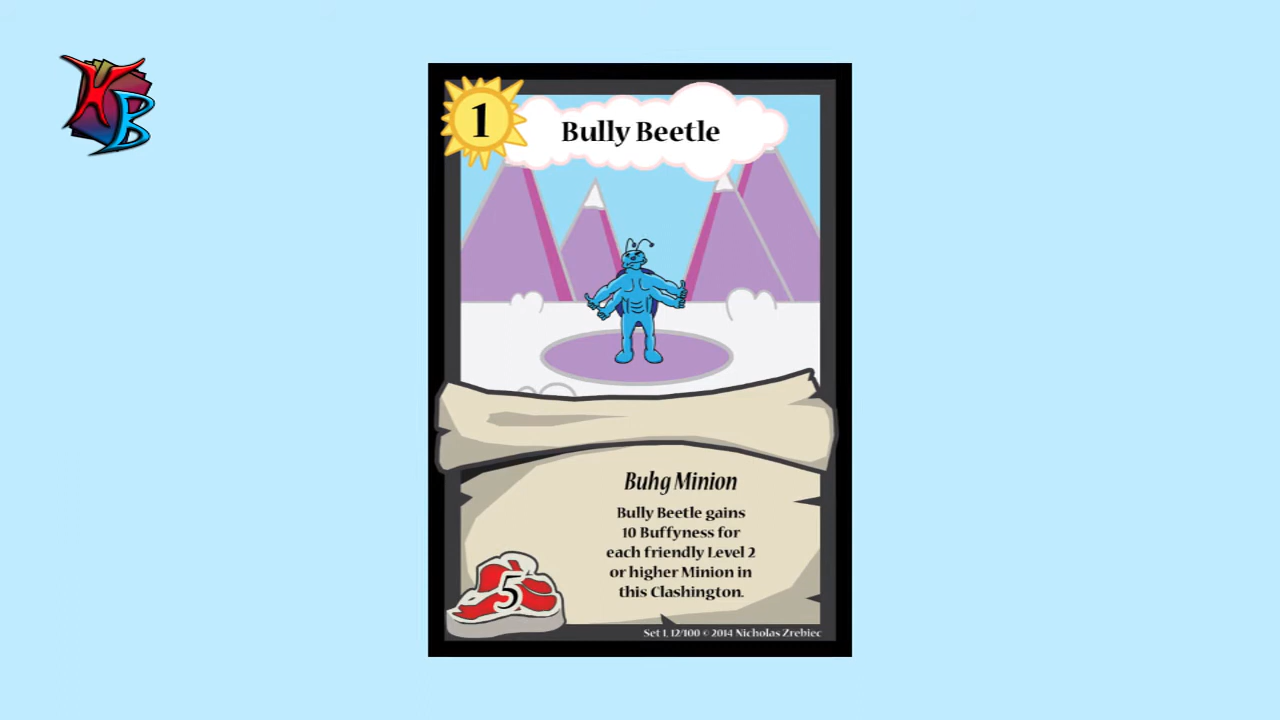 KB
1
Bully Beetle
Buhg Minion
Bully Beetle gains
10 Buffyness for
each friendly Level 2
or higher Minion in
this Clashington.
5
Set 1, 12/100 © 2014 Nicholas Zrebiec